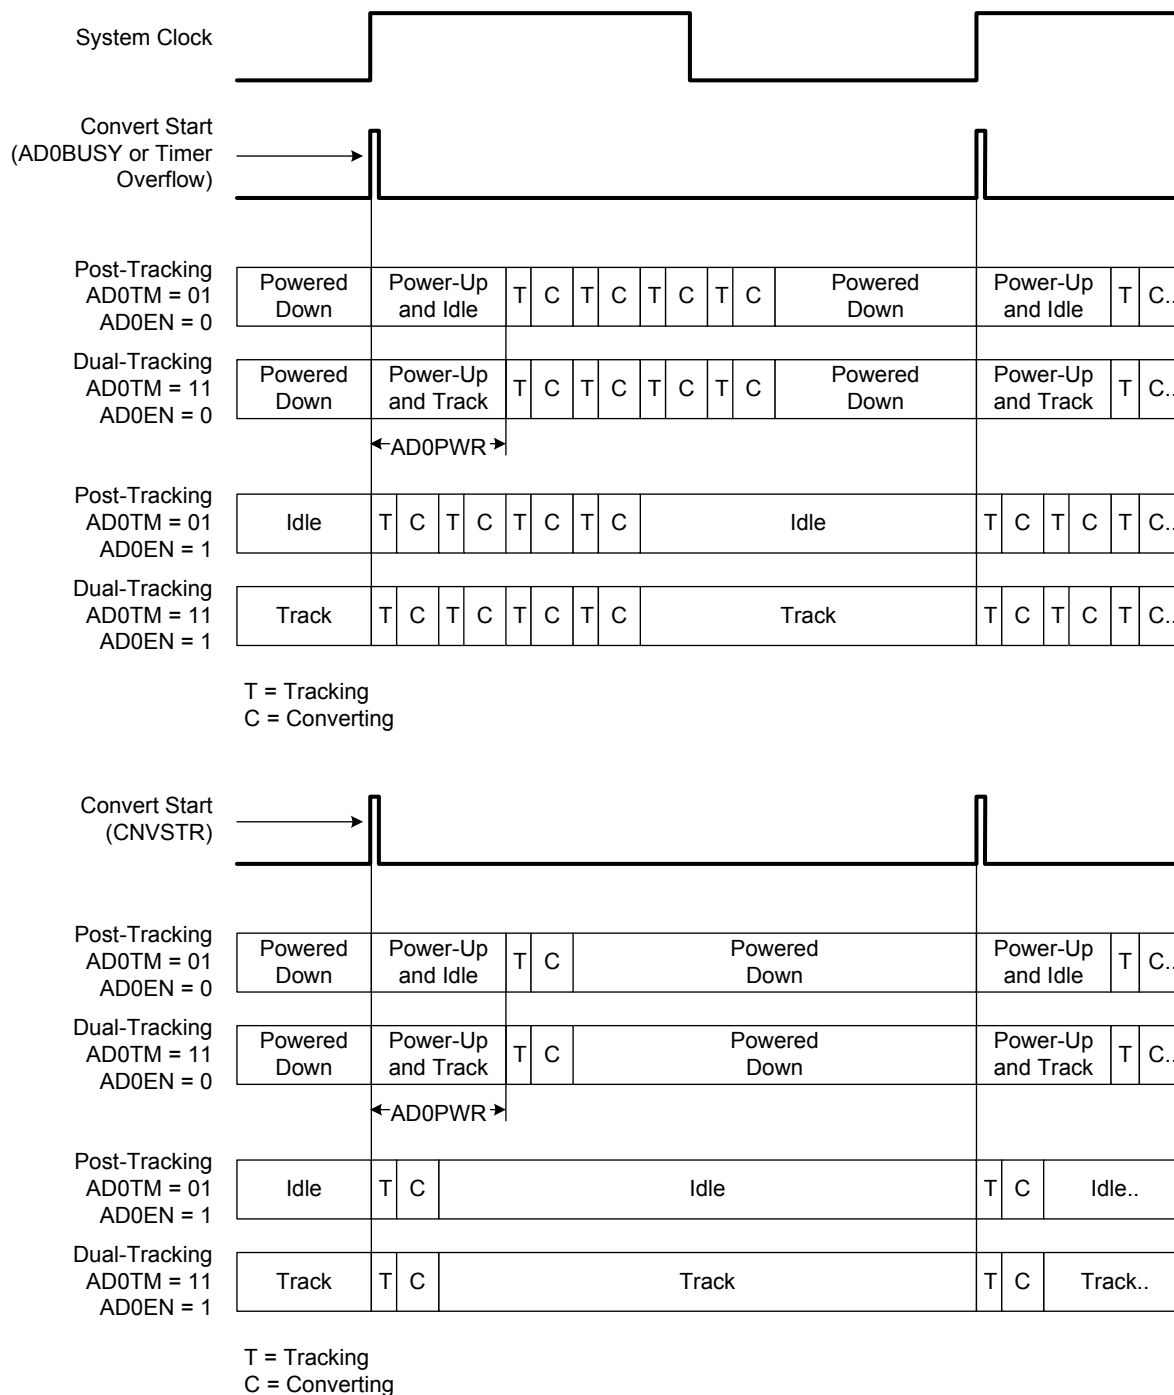 System Clock
Convert Start
(AD0BUSY or Timer
Overflow)
Post-Tracking
AD0TM = 01
AD0EN = 0
Powered
Down
Power-Up
and Idle
T C T C T C T C
Powered
Down
Power-Up
and Idle
T C..
Dual-Tracking
AD0TM = 11
AD0EN = 0
Powered
Down
Power-Up
and Track
T C T C T C T C
Powered
Down
Power-Up
and Track
T C..
AD0PWR
Post-Tracking
AD0TM = 01
AD0EN = 1
Idle
T C T C T C T C
Idle
T C T C T C..
Dual-Tracking
AD0TM = 11
AD0EN = 1
Track
T C T C T C T C
Track
T C T C T C..
T = Tracking
C = Converting
Convert Start
(CNVSTR)
Post-Tracking
AD0TM = 01
AD0EN = 0
Powered
Down
Power-Up
and Idle
T C
Powered
Down
Power-Up
and Idle
T C..
Dual-Tracking
AD0TM = 11
AD0EN = 0
Powered
Down
Power-Up
and Track
T C
Powered
Down
Power-Up
and Track
T C..
AD0PWR
Post-Tracking
AD0TM = 01
AD0EN = 1
Idle
T C
Idle
T C
Idle..
Dual-Tracking
AD0TM = 11
AD0EN = 1
Track
T C
Track
T C
Track..
T = Tracking
C = Converting